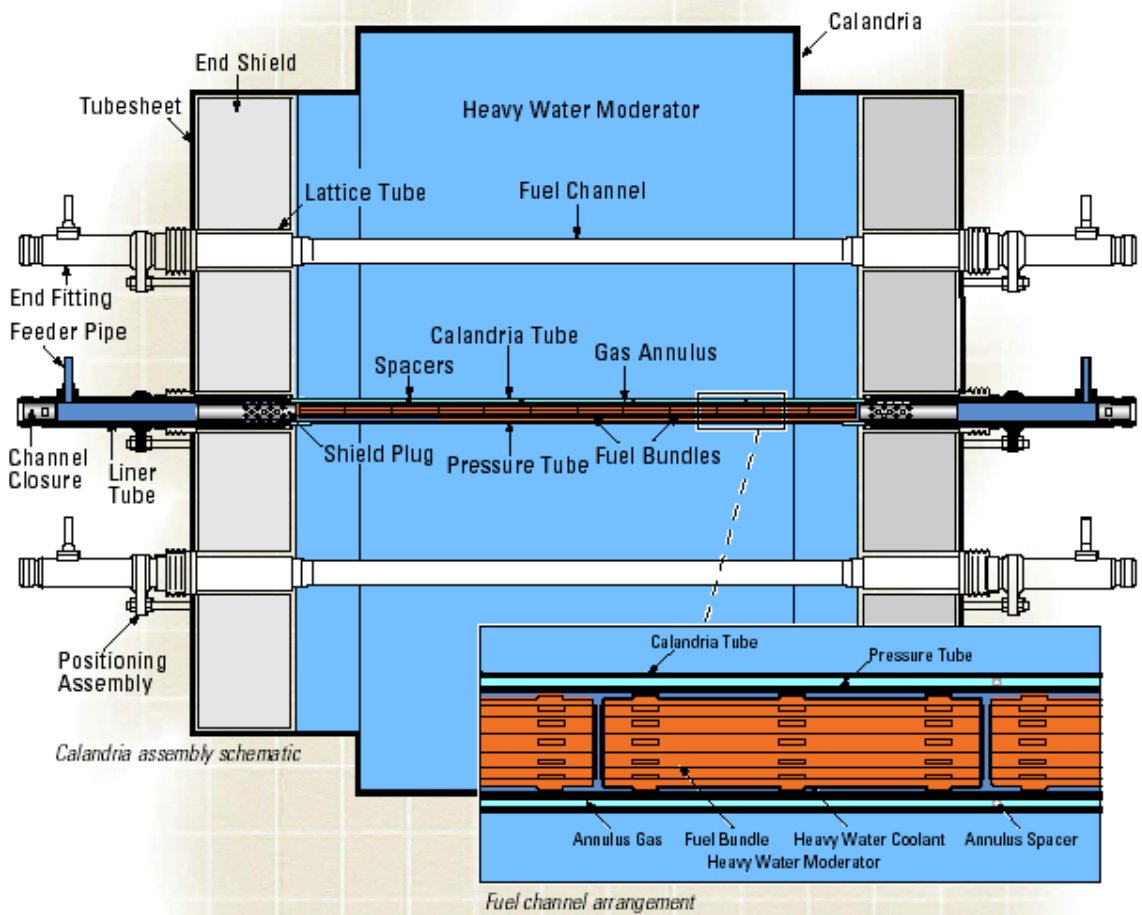 Calandria
End Shield
Tubesheet
Heavy Water Moderator
Lattice Tube
Fuel Channel
End Fitting
Feeder Pipe
Calandria Tube
Gas Annulus
Spacers
Channel
Closure
Liner
Tube
Shield Plug
Pressure Tube
Fuel Bundles
Positioning
Assembly
Calandria assembly schematic
Calandria Tube
Pressure Tube
Annulus Gas
Fuel Bundle
Heavy Water Coolant
Annulus Spacer
Heavy Water Moderator
Fuel channel arrangement